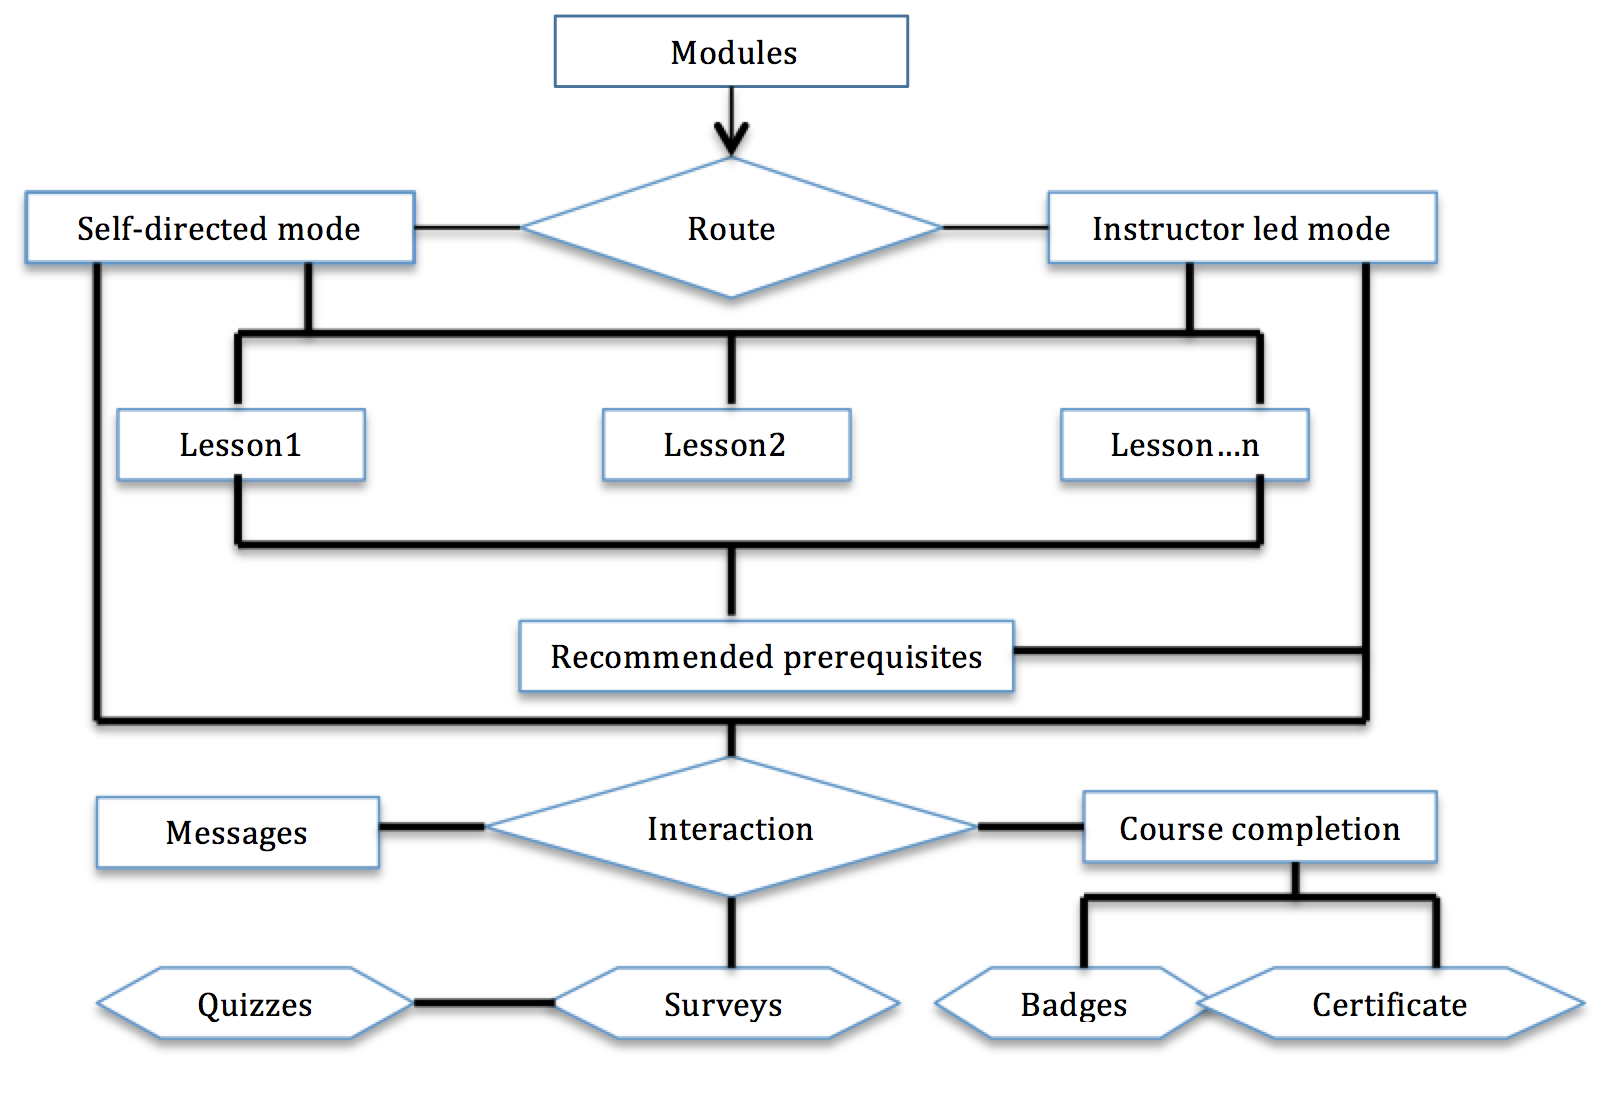 Modules
Self-directed mode
Route
Instructor led mode
Lesson1
Lesson2
Lesson...n
Recommended prerequisites
Messages
Interaction
Course completion
Quizzes
Surveys
Badges
Certificate